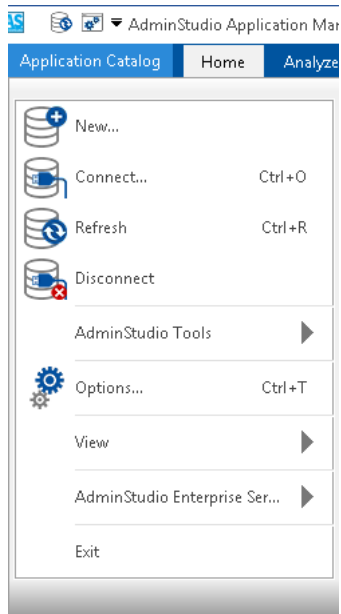 AS AdminStudio Application Mar
Application Catalog Home Analyze
New...
Connect... Ctrl+O
Refresh Ctrl+R
Disconnect
AdminStudio Tools
Options... Ctrl+T
View
AdminStudio Enterprise Ser...
Exit